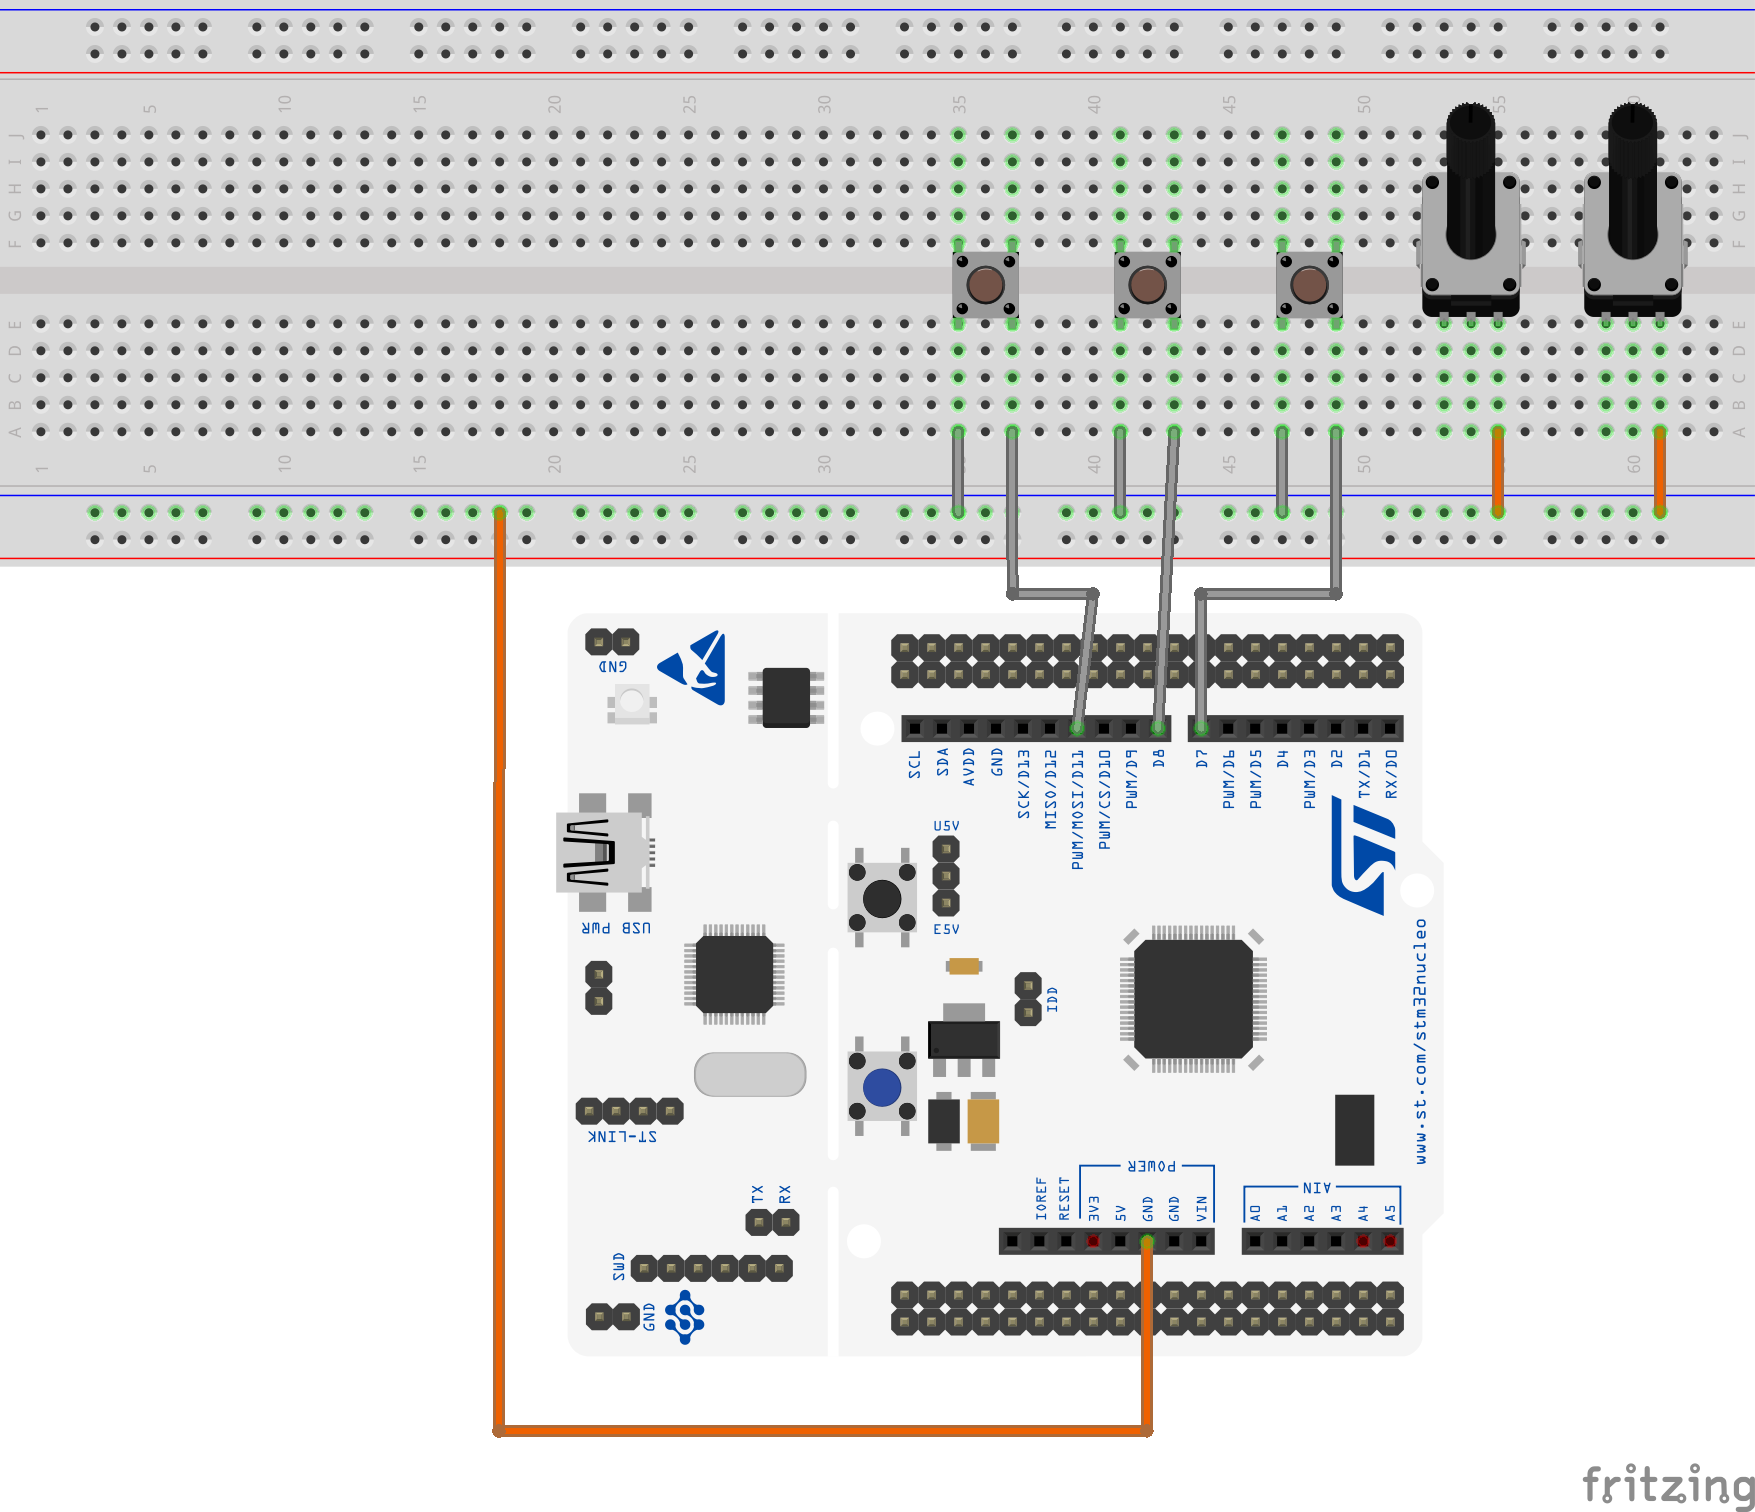 1 5 10 15 20 25 30 35 40 45 50 55
J J
I I
H H
G G
F F
E E
D D
C C
B B
A A
1 5 10 15 20 25 30 40 45 50 60
GND
SCL
SDA
AVDD
GND
SCK/D13
MISO/D12
PWM/MOSI/D11
PWM/CS/D10
PWM/D9
D8
D7
PWM/D6
PWM/D5
D4
PWM/D3
D2
TX/D1
RX/D0
U5V
E5V
USB PWR
IDD
www.st.com/stm32nucleo
ST-LINK
TX
RX
SWD
GND
POWER
IOREF
RESET
3V3
5V
GND
GND
VIN
AIN
A0
A1
A2
A3
A4
A5
fritzing